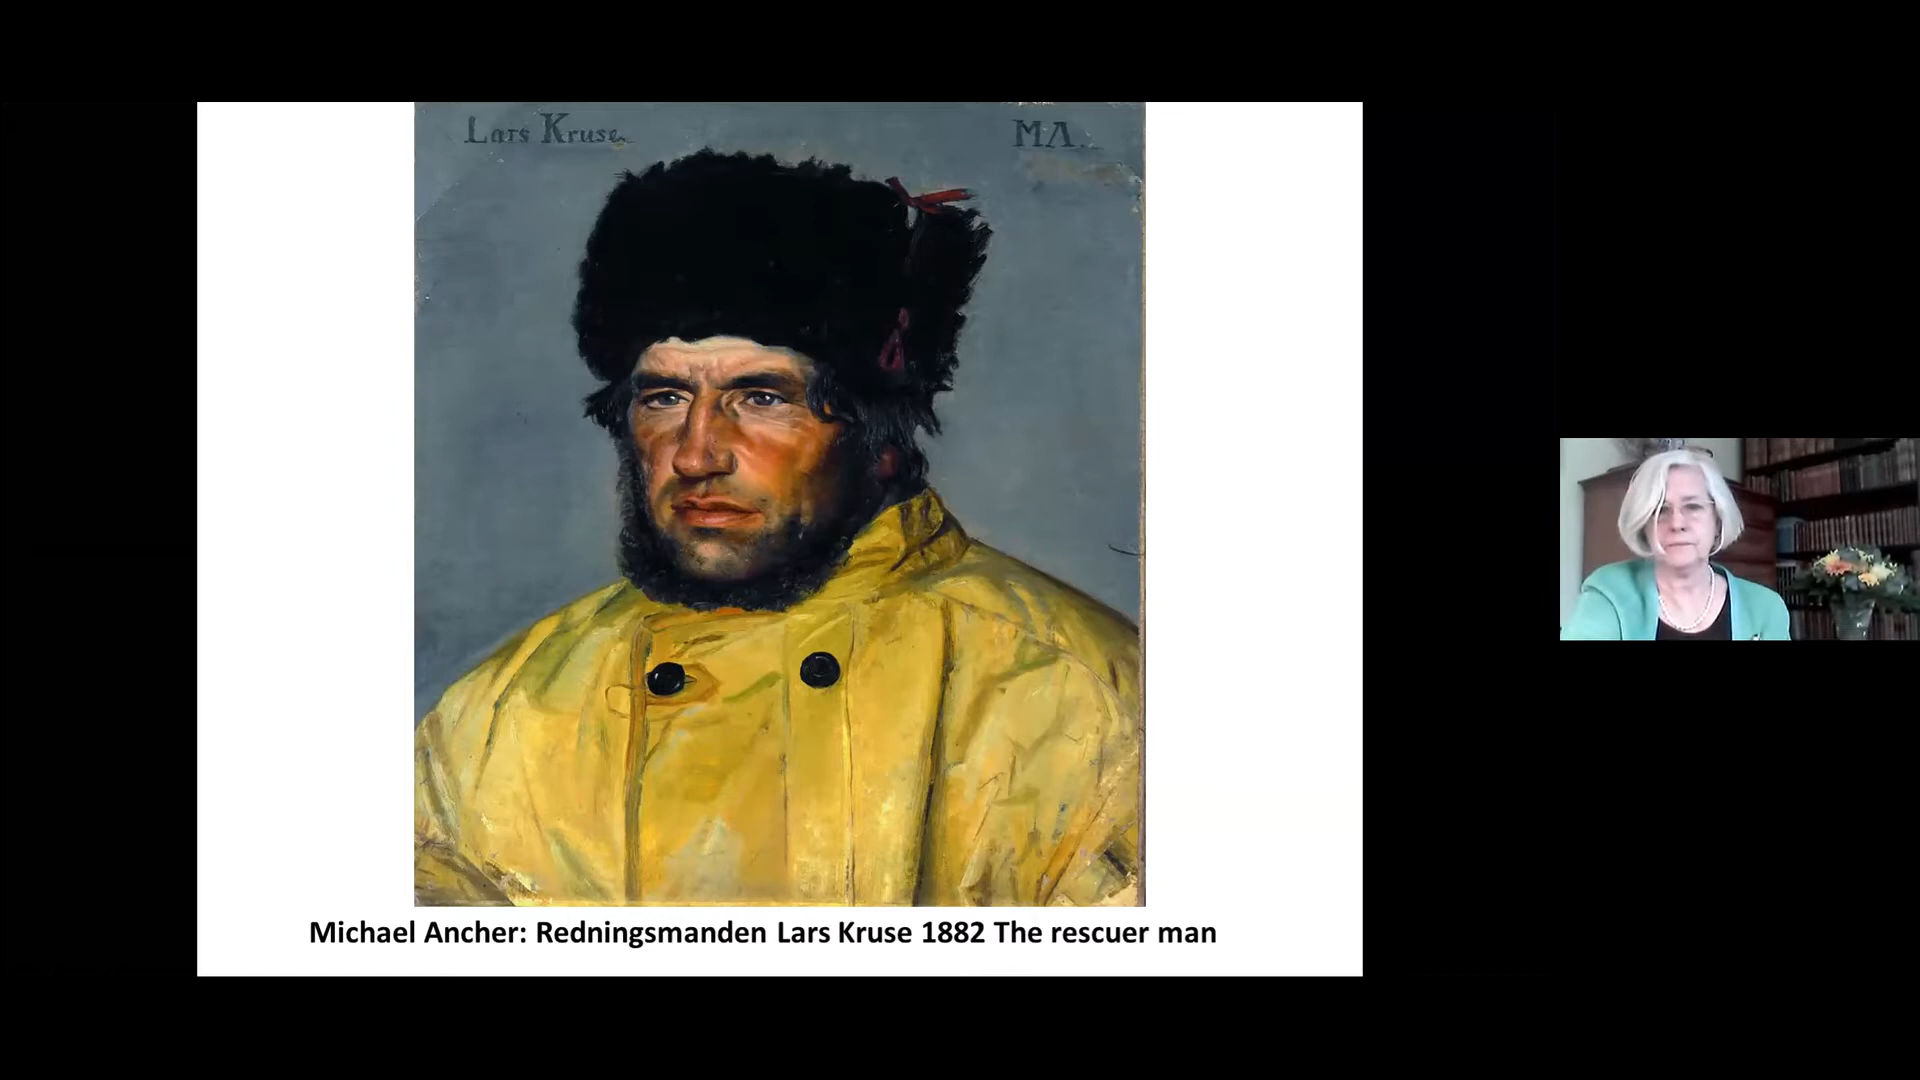 Lars Kruse
MA.
Michael Ancher: Redningsmanden Lars Kruse 1882 The rescuer man